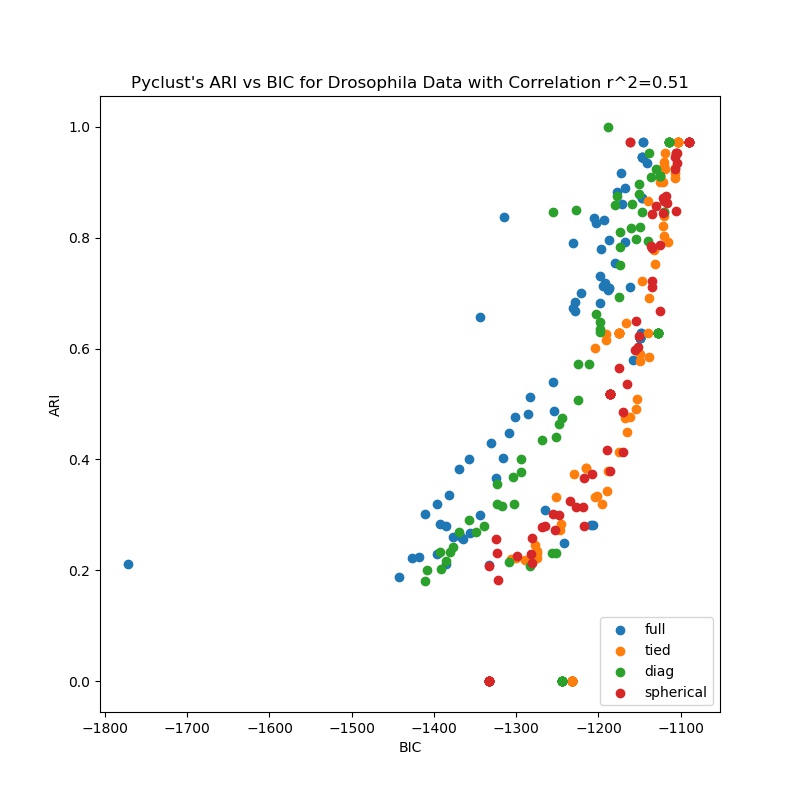 Pyclust's ARI vs BIC for Drosophila Data with Correlation r^2=0.51
1.0
0.8
0.6
ARI
0.4
0.2
0.0
full
tied
diag
spherical
−1800 −1700 −1600 −1500 −1400 −1300 −1200 −1100
BIC